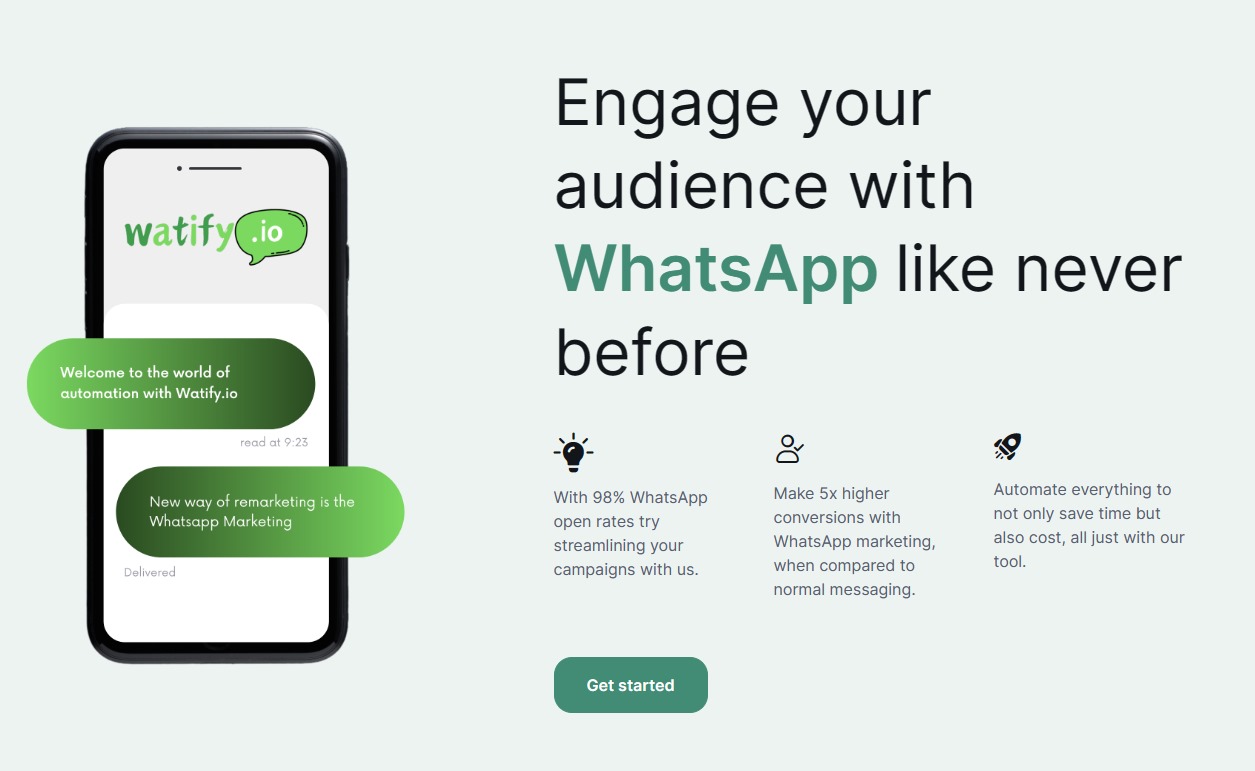 Engage your
audience with
WhatsApp like never
before
watify .io
Welcome to the world of
automation with Watify.io
read at 9:23
New way of remarketing is the
Whatsapp Marketing
Delivered
With 98% WhatsApp
open rates try
streamlining your
campaigns with us.
Make 5x higher
conversions with
WhatsApp marketing,
when compared to
normal messaging.
Automate everything to
not only save time but
also cost, all just with our
tool.
Get started